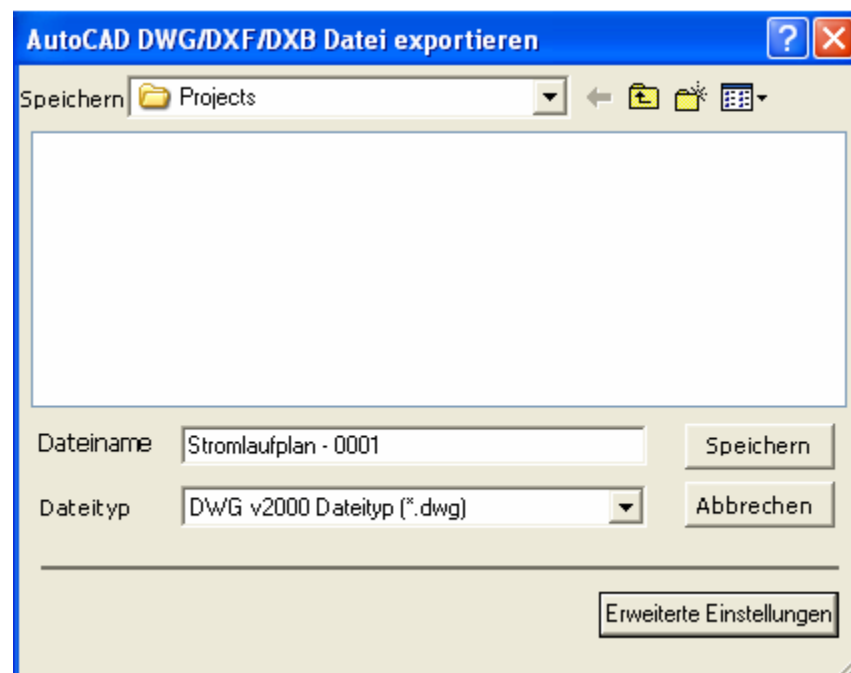 AutoCAD DWG/DXF/DXB Datei exportieren
Speichern Projects
Dateiname Stromlaufplan - 0001 Speichern
Dateityp DWG v2000 Dateityp (*.dwg) Abbrechen
Erweiterte Einstellungen